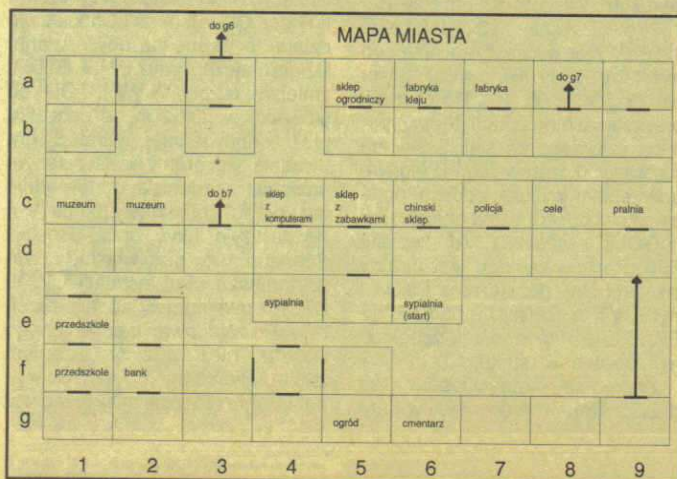 do g6
MAPA MIASTA
a
sklep
ogrodniczy
fabryka
kleju
fabryka
do g7
b
*
c
muzeum
muzeum
do b7
sklep
z
komputerami
sklep
z
zabawkami
chinski
sklep
policja
cele
pralnia
d
e
sypialnia
sypialnia
(start)
przedszkole
f
przedszkole
bank
g
ogród
cmentarz
1 2 3 4 5 6 7 8 9